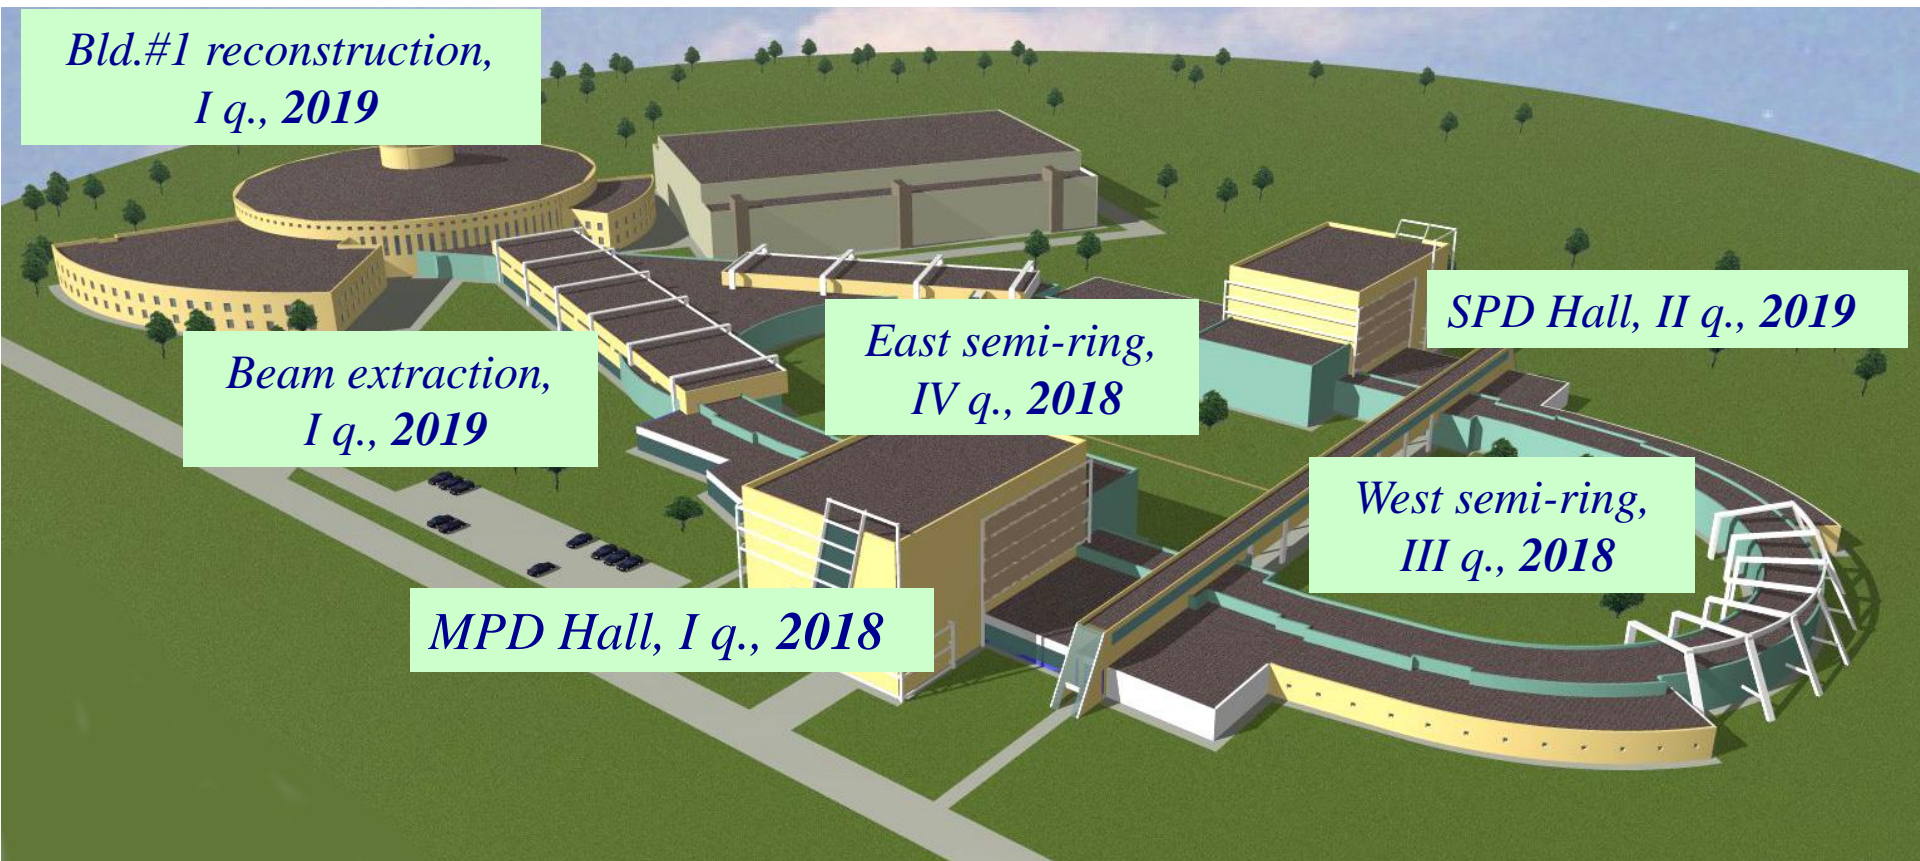 Bld.#1 reconstruction,
I q., 2019
SPD Hall, II q., 2019
East semi-ring,
IV q., 2018
Beam extraction,
I q., 2019
West semi-ring,
III q., 2018
MPD Hall, I q., 2018